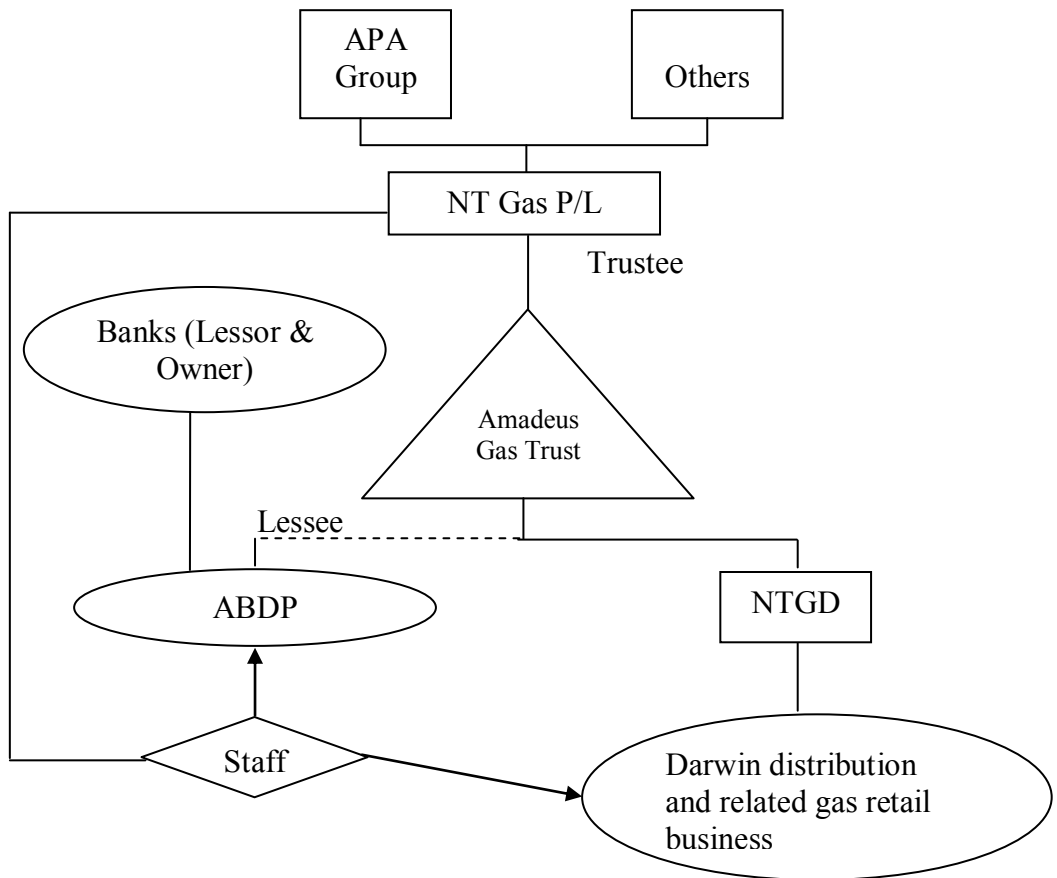 APA
Group
Others
NT Gas P/L
Trustee
Banks (Lessor &
Owner)
Amadeus
Gas Trust
Lessee
ABDP
NTGD
Staff
Darwin distribution
and related gas retail
business